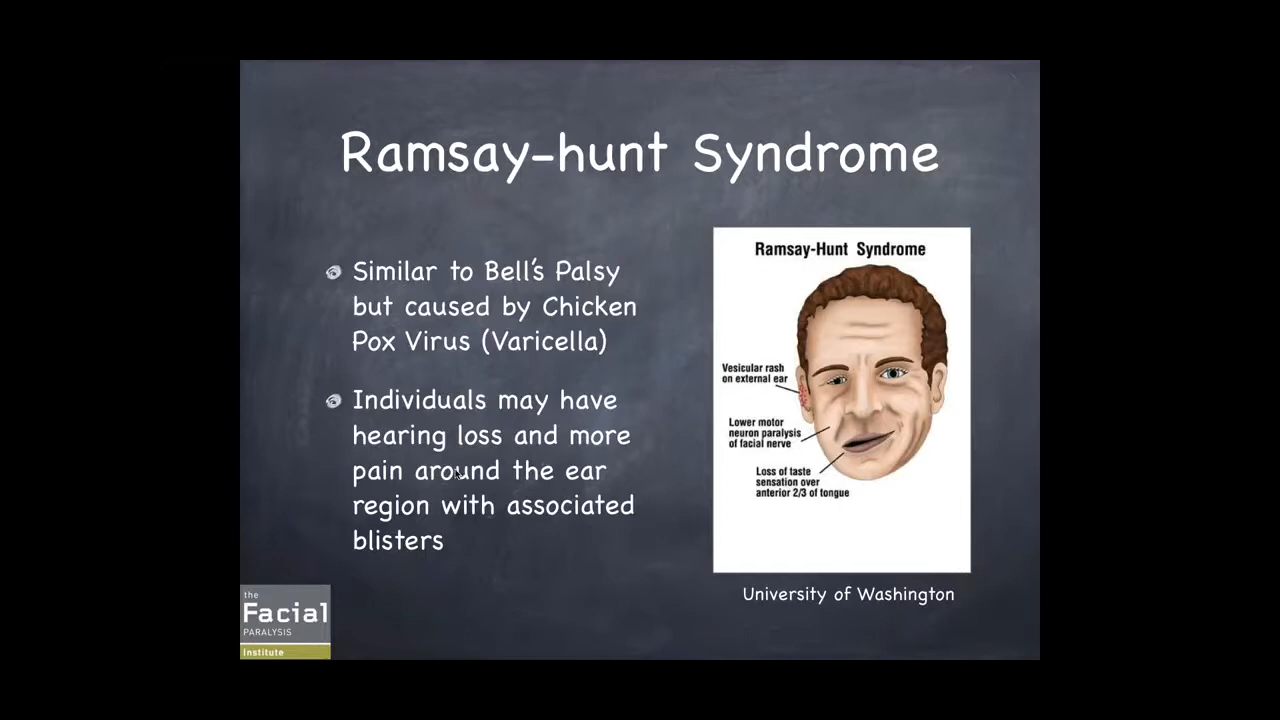 Ramsay-hunt Syndrome
Similar to Bell's Palsy
but caused by Chicken
Pox Virus (Varicella)
Individuals may have
hearing loss and more
pain around the ear
region with associated
blisters
Ramsay-Hunt Syndrome
Vesicular rash
on external ear
Lower motor
neuron paralysis
of facial nerve
Loss of taste
sensation over
anterior 2/3 of tongue
University of Washington
the
Facial
PARALYSIS
Institute